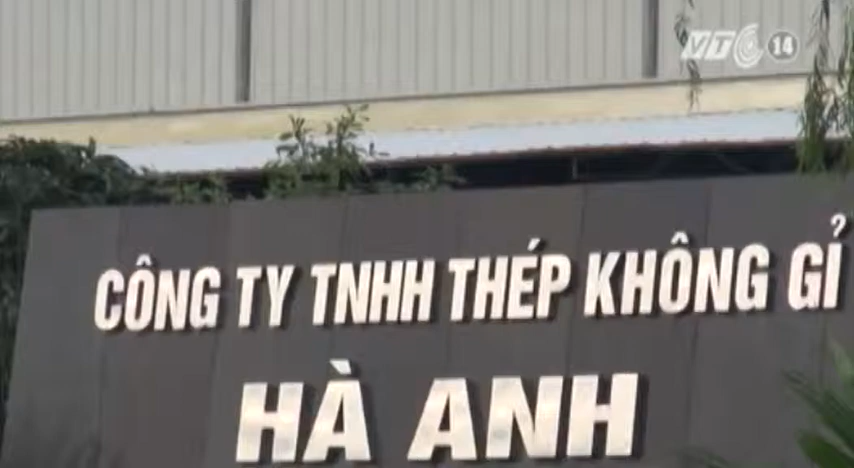 VTC 14
CÔNG TY TNHH THÉP KHÔNG GỈ
HÀ ANH